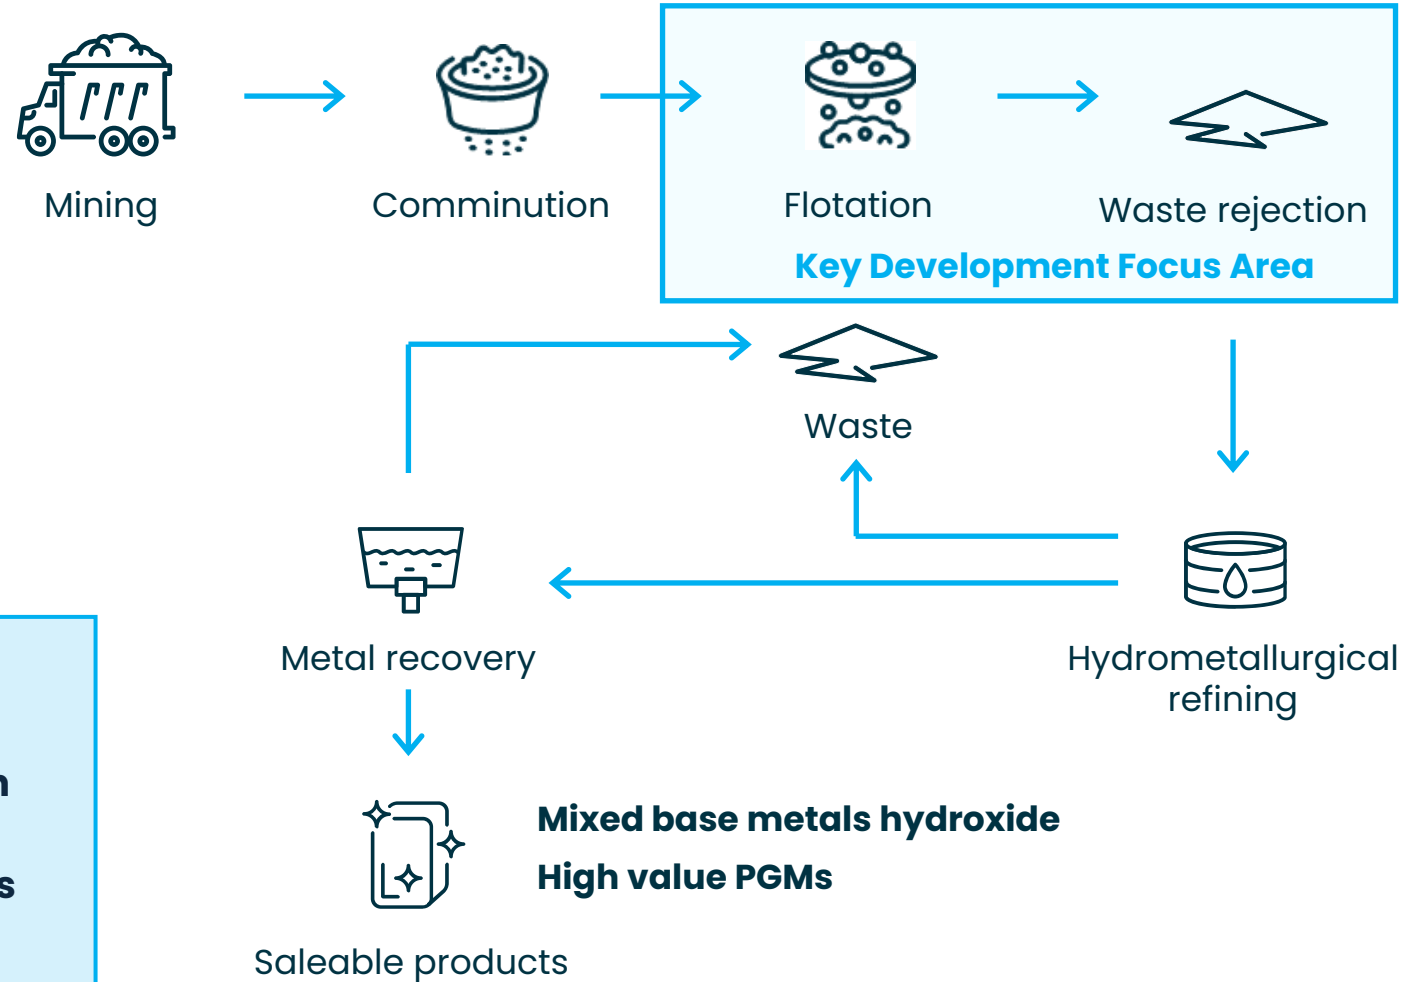 Mining
Comminution
Flotation
Waste rejection
Key Development Focus Area
Waste
Metal recovery
Hydrometallurgical
refining
Mixed base metals hydroxide
High value PGMs
Saleable products